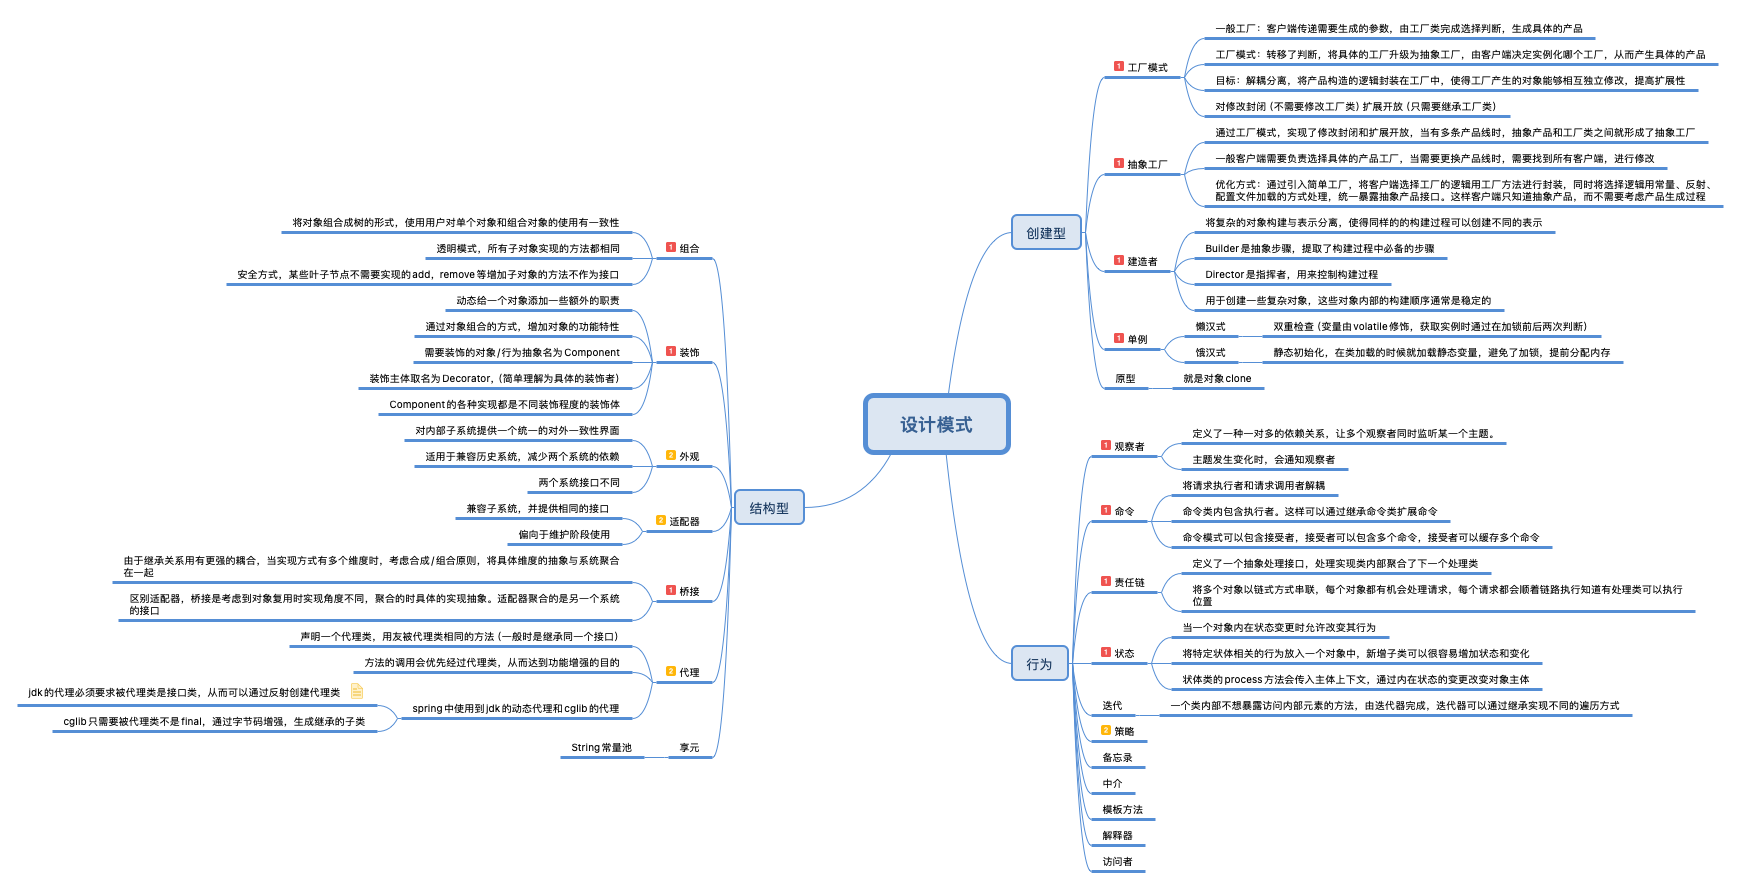 设计模式
创建型
1 工厂模式
一般工厂：客户端传递需要生成的参数，由工厂类完成选择判断，生成具体的产品
工厂模式：转移了判断，将具体的工厂升级为抽象工厂，由客户端决定实例化哪个工厂，从而产生具体的产品
目标：解耦分离，将产品构造的逻辑封装在工厂中，使得工厂产生的对象能够相互独立修改，提高扩展性
对修改封闭（不需要修改工厂类）扩展开放（只需要继承工厂类）
1 抽象工厂
通过工厂模式，实现了修改封闭和扩展开放，当有多条产品线时，抽象产品和工厂类之间就形成了抽象工厂
一般客户端需要负责选择具体的产品工厂，当需要更换产品线时，需要找到所有客户端，进行修改
优化方式：通过引入简单工厂，将客户端选择工厂的逻辑用工厂方法进行封装，同时将选择逻辑用常量、反射、
配置文件加载的方式处理，统一暴露抽象产品接口。这样客户端只知道抽象产品，而不需要考虑产品生成过程
1 建造者
将复杂的对象构建与表示分离，使得同样的的构建过程可以创建不同的表示
Builder是抽象步骤，提取了构建过程中必备的步骤
Director是指挥者，用来控制构建过程
用于创建一些复杂对象，这些对象内部的构建顺序通常是稳定的
1 单例
懒汉式
双重检查（变量由volatile修饰，获取实例时通过在加锁前后两次判断）
饿汉式
静态初始化，在类加载的时候就加载静态变量，避免了加锁，提前分配内存
原型
就是对象clone
行为
1 观察者
定义了一种一对多的依赖关系，让多个观察者同时监听某一个主题。
主题发生变化时，会通知观察者
1 命令
将请求执行者和请求调用者解耦
命令类内包含执行者。这样可以通过继承命令类扩展命令
命令模式可以包含接受者，接受者可以包含多个命令，接受者可以缓存多个命令
1 责任链
定义了一个抽象处理接口，处理实现类内部聚合了下一个处理类
将多个对象以链式方式串联，每个对象都有机会处理请求，每个请求都会顺着链路执行知道有处理类可以执行
位置
1 状态
当一个对象内在状态变更时允许改变其行为
将特定状体相关的行为放入一个对象中，新增子类可以很容易增加状态和变化
状体类的process方法会传入主体上下文，通过内在状态的变更改变对象主体
迭代
一个类内部不想暴露访问内部元素的方法，由迭代器完成，迭代器可以通过继承实现不同的遍历方式
2 策略
备忘录
中介
模板方法
解释器
访问者
结构型
1 组合
将对象组合成树的形式，使用用户对单个对象和组合对象的使用有一致性
透明模式，所有子对象实现的方法都相同
安全方式，某些叶子节点不需要实现的add，remove等增加子对象的方法不作为接口
1 装饰
动态给一个对象添加一些额外的职责
通过对象组合的方式，增加对象的功能特性
需要装饰的对象/行为抽象名为Component
装饰主体取名为Decorator，（简单理解为具体的装饰者）
Component的各种实现都是不同装饰程度的装饰体
2 外观
对内部子系统提供一个统一的对外一致性界面
适用于兼容历史系统，减少两个系统的依赖
两个系统接口不同
2 适配器
兼容子系统，并提供相同的接口
偏向于维护阶段使用
1 桥接
由于继承关系用有更强的耦合，当实现方式有多个维度时，考虑合成/组合原则，将具体维度的抽象与系统聚合
在一起
区别适配器，桥接是考虑到对象复用时实现角度不同，聚合的时具体的实现抽象。适配器聚合的是另一个系统
的接口
2 代理
声明一个代理类，用友被代理类相同的方法（一般时是继承同一个接口）
方法的调用会优先经过代理类，从而达到功能增强的目的
spring中使用到jdk的动态代理和cglib的代理
jdk的代理必须要求被代理类是接口类，从而可以通过反射创建代理类
cglib只需要被代理类不是final，通过字节码增强，生成继承的子类
享元
String常量池